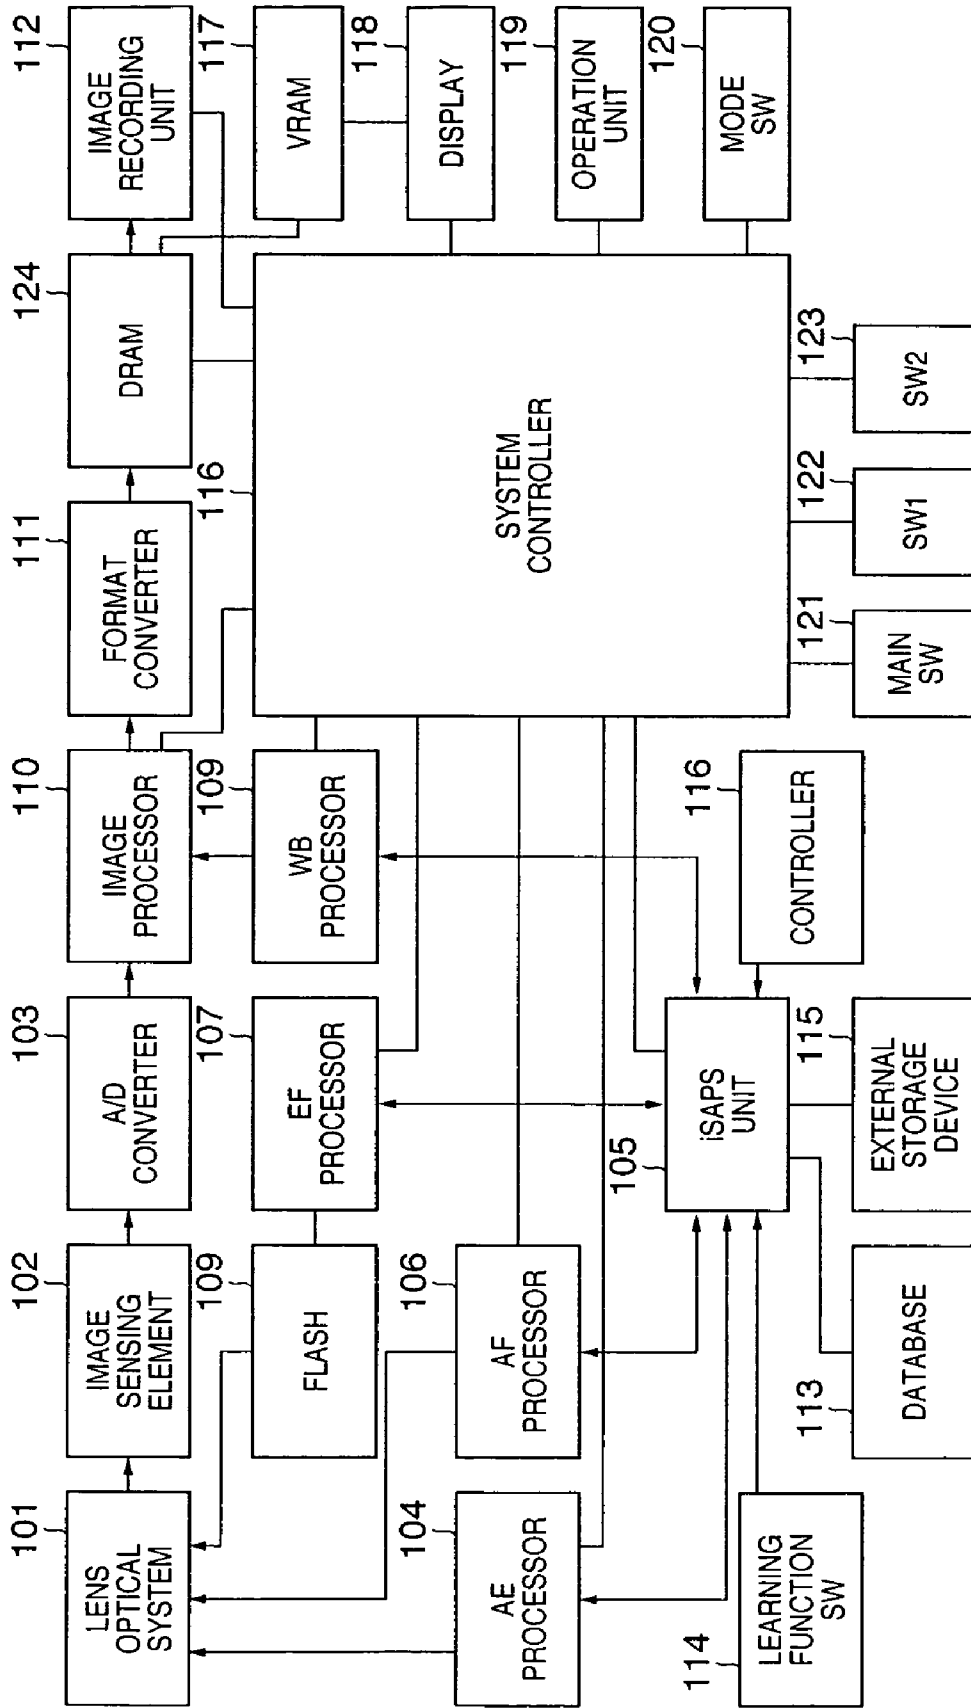 101
LENS
OPTICAL
SYSTEM
102
IMAGE
SENSING
ELEMENT
103
A/D
CONVERTER
110
IMAGE
PROCESSOR
111
FORMAT
CONVERTER
124
DRAM
112
IMAGE
RECORDING
UNIT
109
FLASH
107
EF
PROCESSOR
109
WB
PROCESSOR
116
SYSTEM
CONTROLLER
117
VRAM
118
DISPLAY
119
OPERATION
UNIT
120
MODE
SW
104
AE
PROCESSOR
106
AF
PROCESSOR
105
iSAPS
UNIT
116
CONTROLLER
114
LEARNING
FUNCTION
SW
113
DATABASE
115
EXTERNAL
STORAGE
DEVICE
121
MAIN
SW
122
SW1
123
SW2